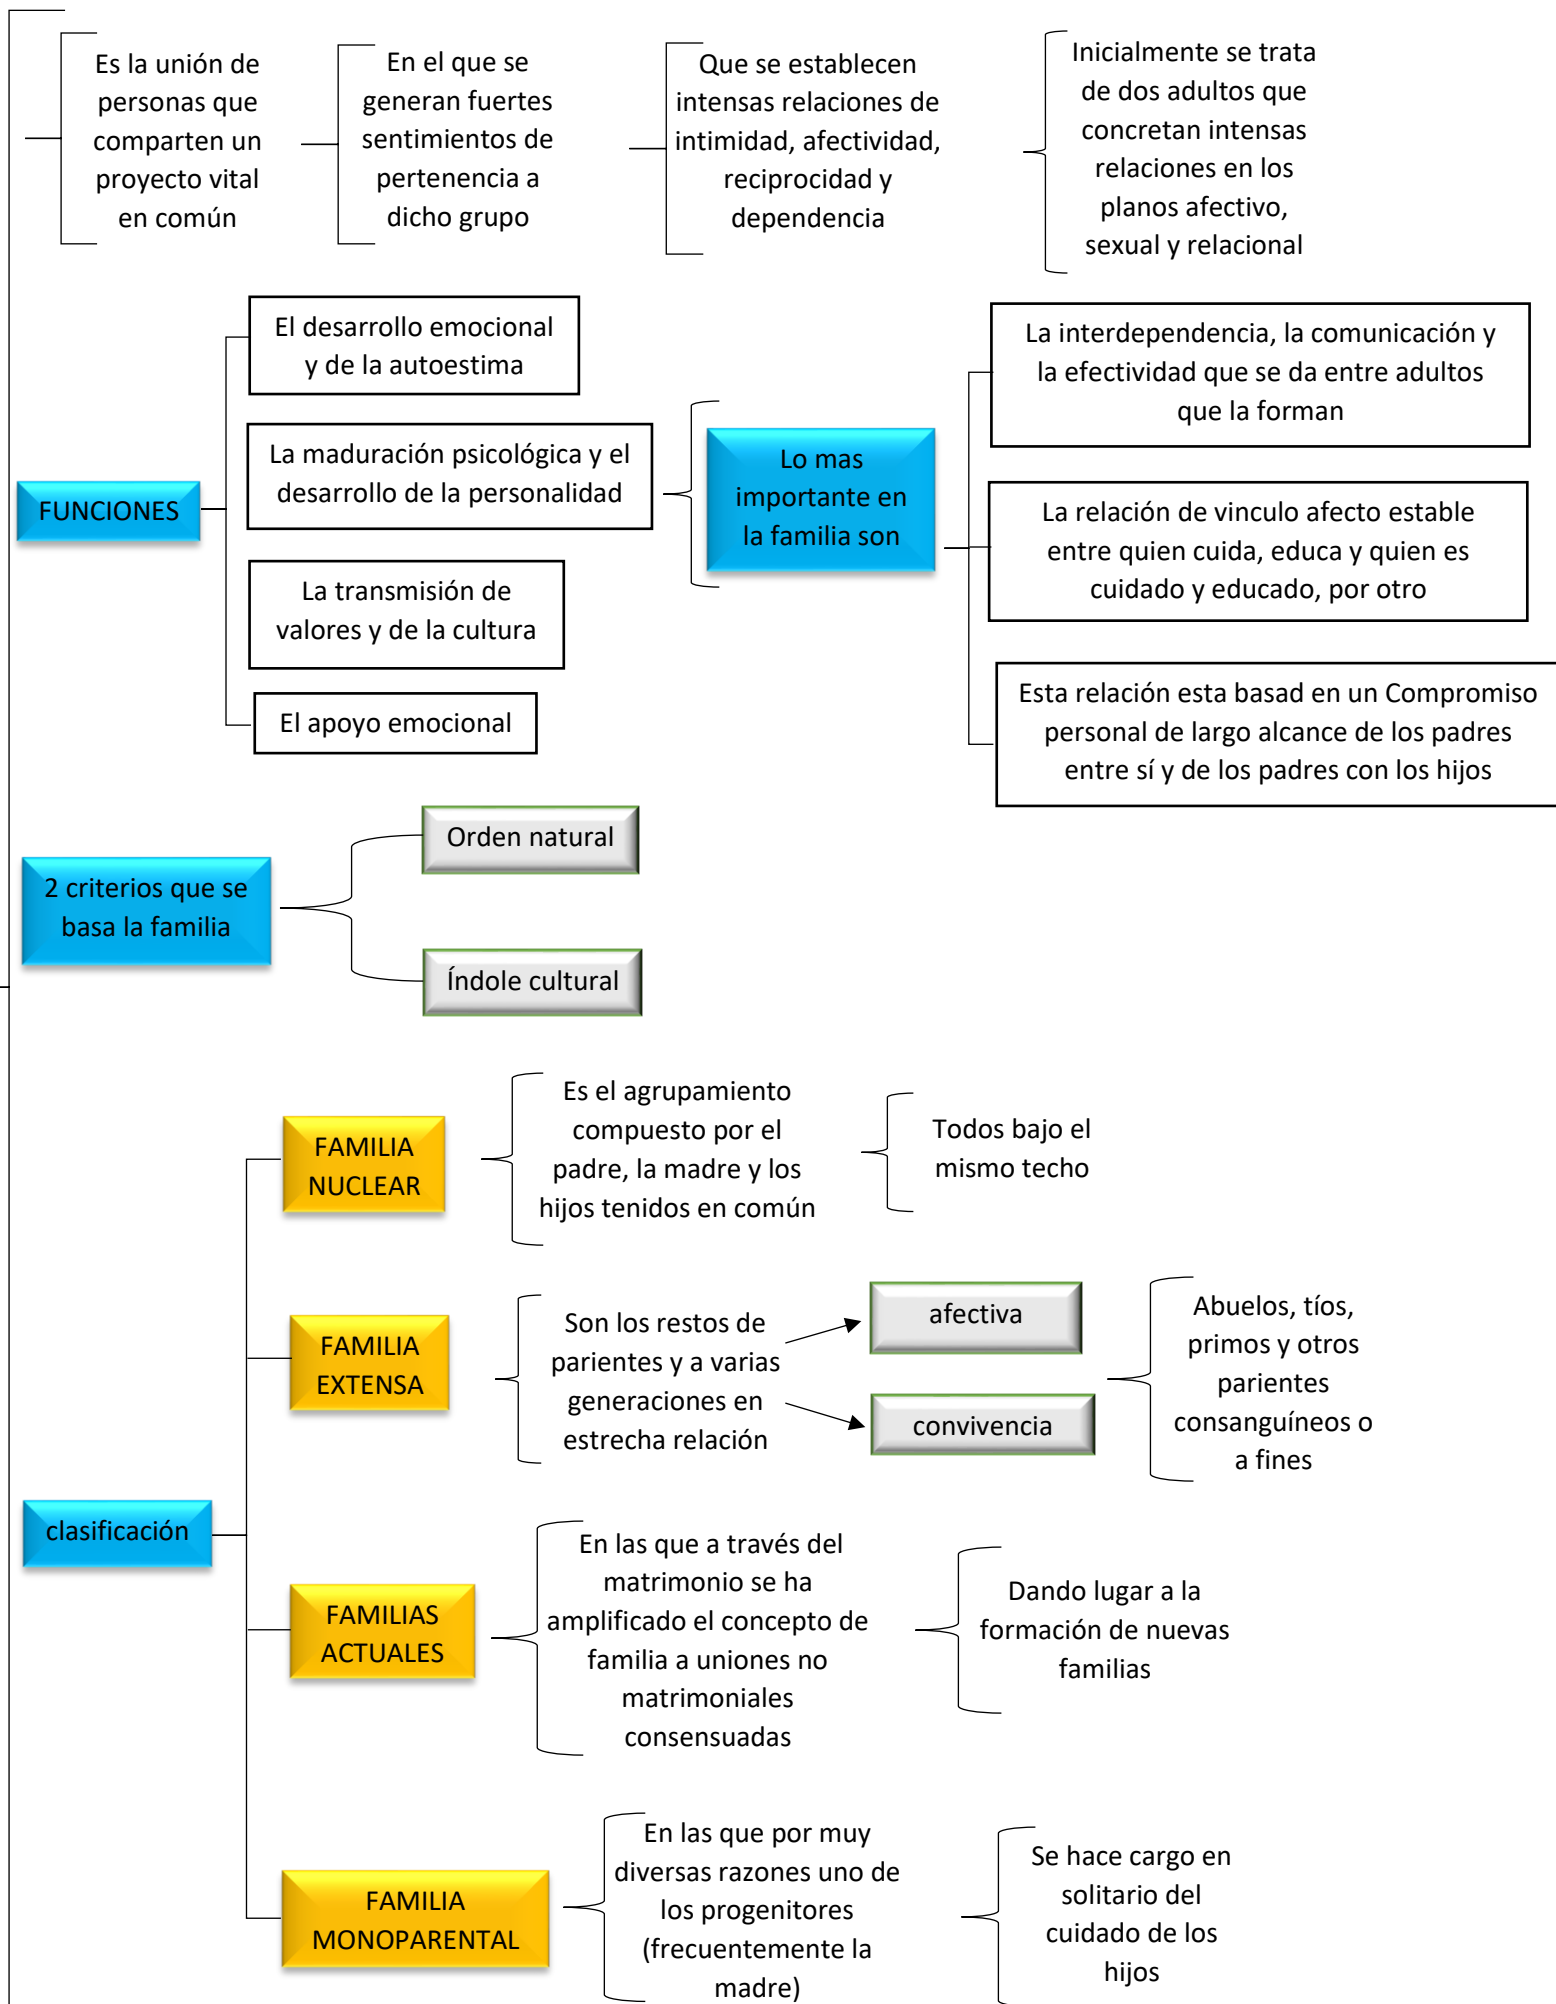 Es la unión de
personas que
comparten un
proyecto vital
en común
En el que se
generan fuertes
sentimientos de
pertenencia a
dicho grupo
Que se establecen
intensas relaciones de
intimidad, afectividad,
reciprocidad y
dependencia
Inicialmente se trata
de dos adultos que
concretan intensas
relaciones en los
planos afectivo,
sexual y relacional
FUNCIONES
El desarrollo emocional
y de la autoestima
La maduración psicológica y el
desarrollo de la personalidad
La transmisión de
valores y de la cultura
El apoyo emocional
Lo mas
importante en
la familia son
La interdependencia, la comunicación y
la efectividad que se da entre adultos
que la forman
La relación de vinculo afecto estable
entre quien cuida, educa y quien es
cuidado y educado, por otro
Esta relación esta basad en un Compromiso
personal de largo alcance de los padres
entre sí y de los padres con los hijos
2 criterios que se
basa la familia
Orden natural
Índole cultural
clasificación
FAMILIA
NUCLEAR
Es el agrupamiento
compuesto por el
padre, la madre y los
hijos tenidos en común
Todos bajo el
mismo techo
FAMILIA
EXTENSA
Son los restos de
parientes y a varias
generaciones en
estrecha relación
afectiva
convivencia
Abuelos, tíos,
primos y otros
parientes
consanguíneos o
a fines
FAMILIAS
ACTUALES
En las que a través del
matrimonio se ha
amplificado el concepto de
familia a uniones no
matrimoniales
consensuadas
Dando lugar a la
formación de nuevas
familias
FAMILIA
MONOPARENTAL
En las que por muy
diversas razones uno de
los progenitores
(frecuentemente la
madre)
Se hace cargo en
solitario del
cuidado de los
hijos